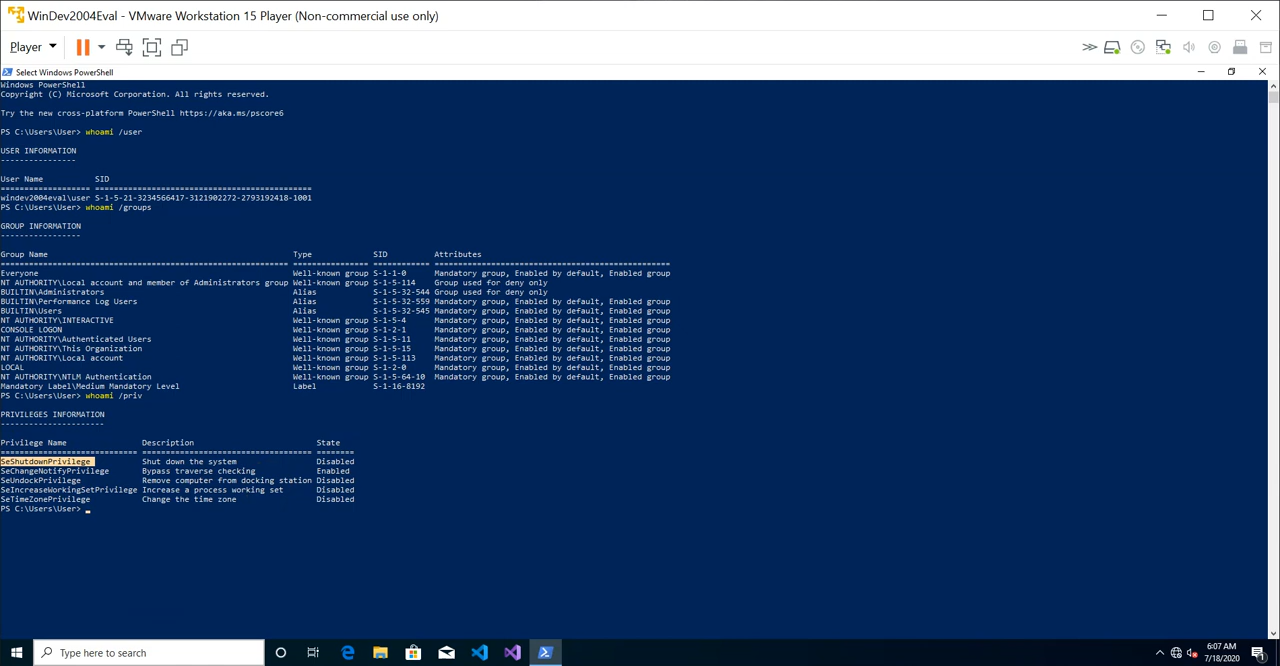 WinDev2004Eval - VMware Workstation 15 Player (Non-commercial use only)
Player
Select Windows PowerShell
Windows PowerShell
Copyright (C) Microsoft Corporation. All rights reserved.
Try the new cross-platform PowerShell https://aka.ms/pscore6
PS C:\Users\User> whoami /user
USER INFORMATION
----------------
User Name SID
=================== ==============================================
windev2004eval\user S-1-5-21-3234566417-3121902272-2793192418-1001
PS C:\Users\User> whoami /groups
GROUP INFORMATION
-----------------
Group Name Type SID Attributes
============================================================= ================ ============ ==================================================
Everyone Well-known group S-1-1-0 Mandatory group, Enabled by default, Enabled group
NT AUTHORITY\Local account and member of Administrators group Well-known group S-1-5-114 Group used for deny only
BUILTIN\Administrators Alias S-1-5-32-544 Group used for deny only
BUILTIN\Performance Log Users Alias S-1-5-32-559 Mandatory group, Enabled by default, Enabled group
BUILTIN\Users Alias S-1-5-32-545 Mandatory group, Enabled by default, Enabled group
NT AUTHORITY\INTERACTIVE Well-known group S-1-5-4 Mandatory group, Enabled by default, Enabled group
CONSOLE LOGON Well-known group S-1-2-1 Mandatory group, Enabled by default, Enabled group
NT AUTHORITY\Authenticated Users Well-known group S-1-5-11 Mandatory group, Enabled by default, Enabled group
NT AUTHORITY\This Organization Well-known group S-1-5-15 Mandatory group, Enabled by default, Enabled group
NT AUTHORITY\Local account Well-known group S-1-5-113 Mandatory group, Enabled by default, Enabled group
LOCAL Well-known group S-1-2-0 Mandatory group, Enabled by default, Enabled group
NT AUTHORITY\NTLM Authentication Well-known group S-1-5-64-10 Mandatory group, Enabled by default, Enabled group
Mandatory Label\Medium Mandatory Level Label S-1-16-8192
PS C:\Users\User> whoami /priv
PRIVILEGES INFORMATION
----------------------
Privilege Name Description State
============================= ==================================== ========
SeShutdownPrivilege Shut down the system Disabled
SeChangeNotifyPrivilege Bypass traverse checking Enabled
SeUndockPrivilege Remove computer from docking station Disabled
SeIncreaseWorkingSetPrivilege Increase a process working set Disabled
SeTimeZonePrivilege Change the time zone Disabled
PS C:\Users\User>
Type here to search
6:07 AM
7/18/2020
1